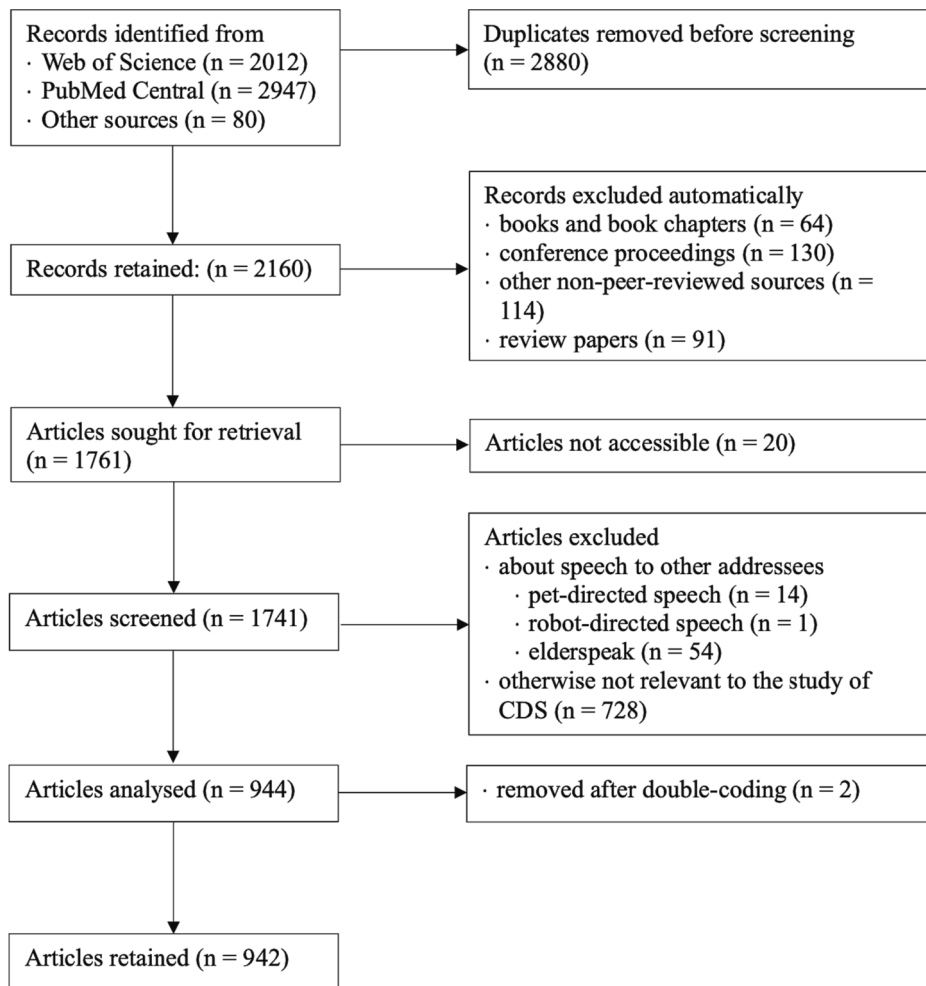 Records identified from
· Web of Science (n = 2012)
· PubMed Central (n = 2947)
· Other sources (n = 80)
Duplicates removed before screening
(n = 2880)
Records retained: (n = 2160)
Records excluded automatically
· books and book chapters (n = 64)
· conference proceedings (n = 130)
· other non-peer-reviewed sources (n =
114)
· review papers (n = 91)
Articles sought for retrieval
(n = 1761)
Articles not accessible (n = 20)
Articles screened (n = 1741)
Articles excluded
· about speech to other addressees
· pet-directed speech (n = 14)
· robot-directed speech (n = 1)
· elderspeak (n = 54)
· otherwise not relevant to the study of
CDS (n = 728)
Articles analysed (n = 944)
· removed after double-coding (n = 2)
Articles retained (n = 942)